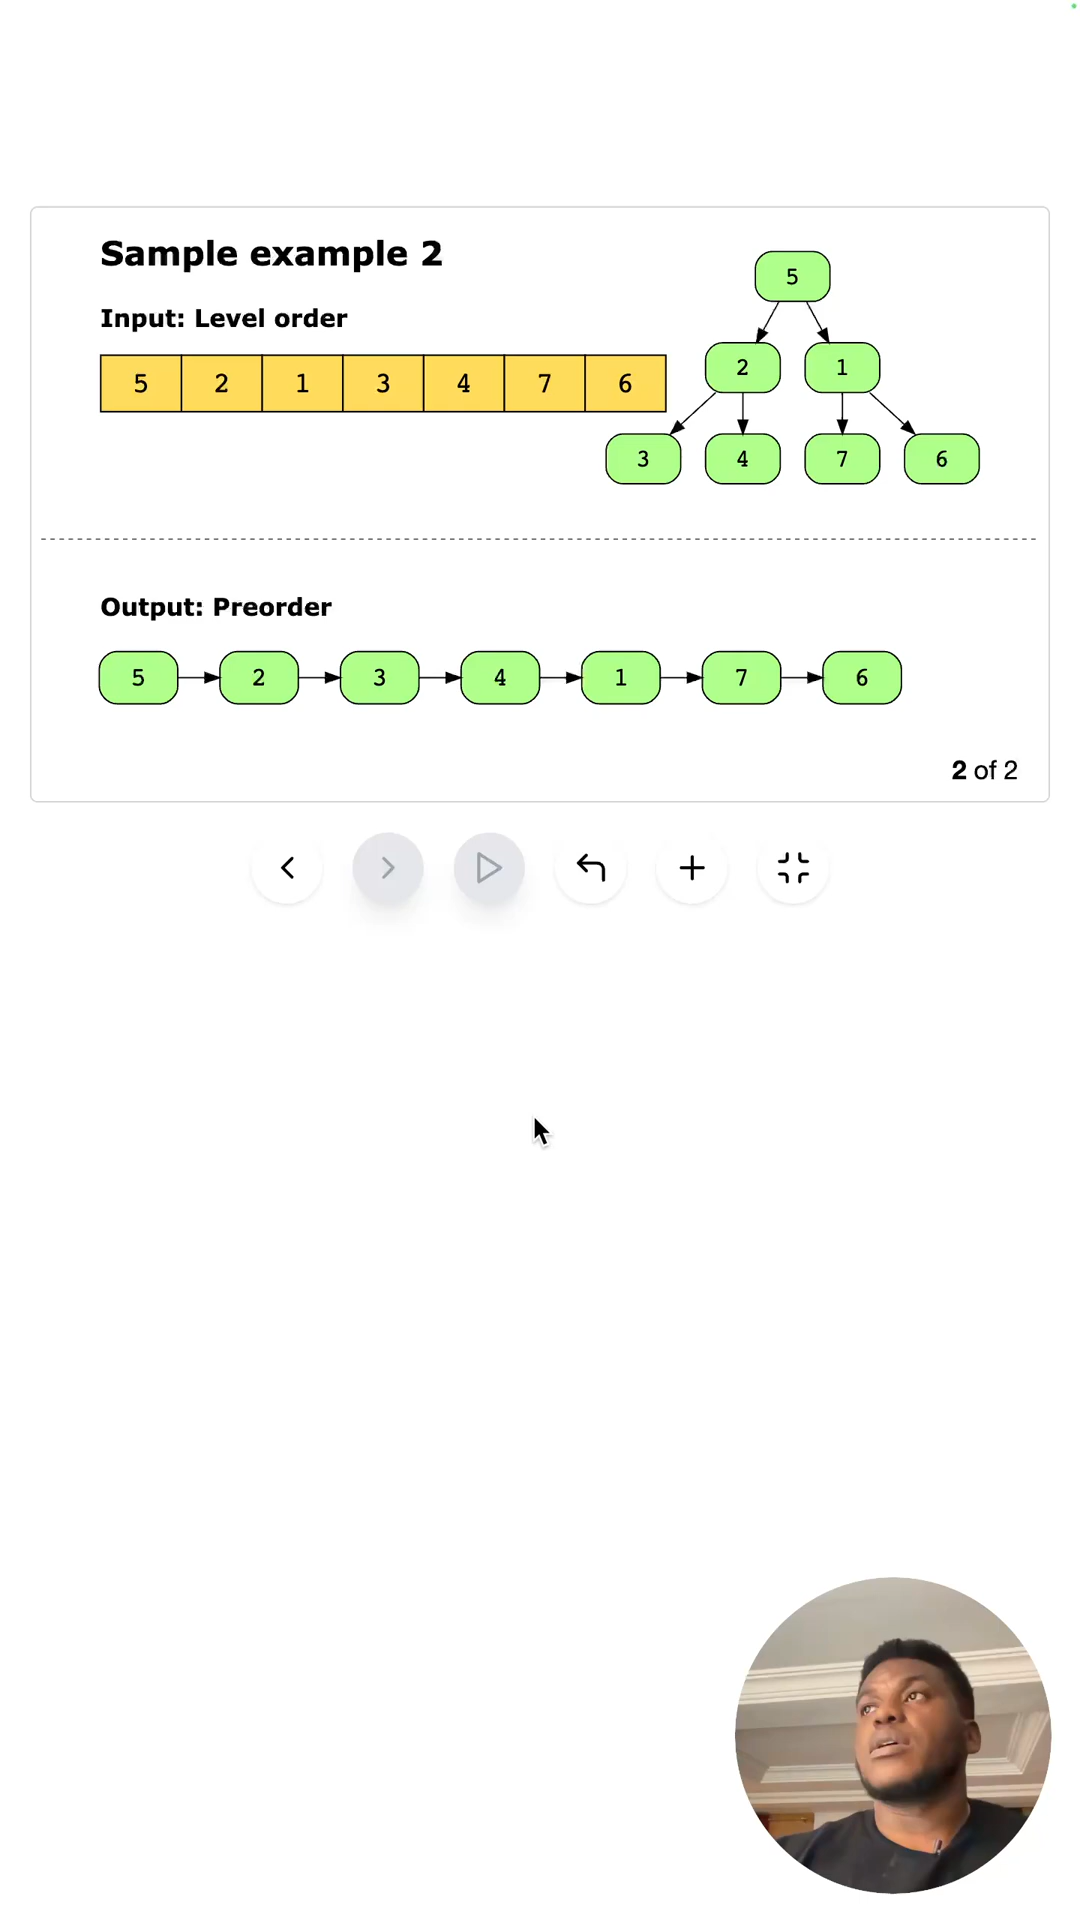 Sample example 2
Input: Level order
5 2 1 3 4 7 6
5
2 1
3 4 7 6
Output: Preorder
5 2 3 4 1 7 6
2 of 2